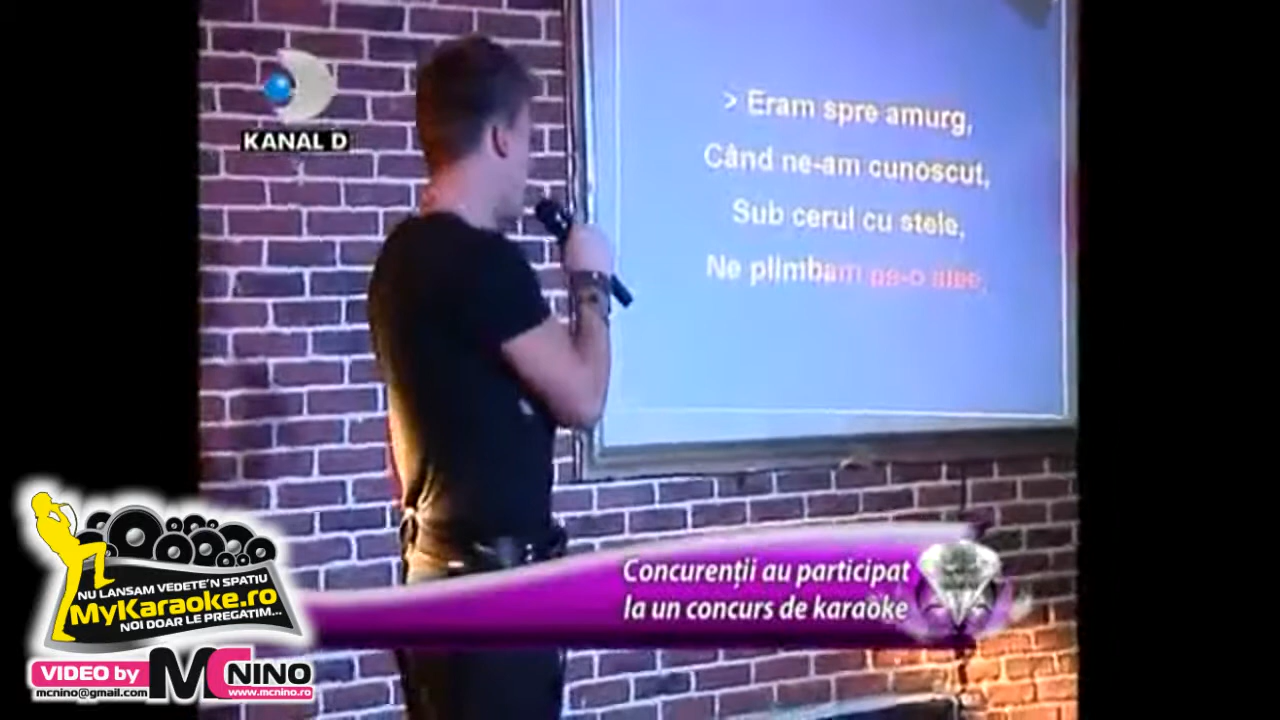 KANAL D
> Eram spre amurg,
Când ne-am cunoscut,
Sub cerul cu stele,
Ne plimbam pe-o alee,
Concurenții au participat
la un concurs de karaoke
NU LANSAM VEDETE'N SPATIU
MyKaraoke.ro
NOI DOAR LE PREGATIM...
VIDEO by MCNINO
mcnino@gmail.com
www.mcnino.ro